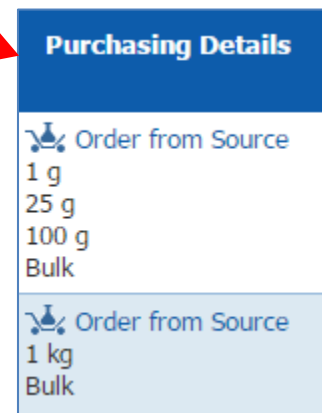 Purchasing Details
Order from Source
1 g
25 g
100 g
Bulk
Order from Source
1 kg
Bulk